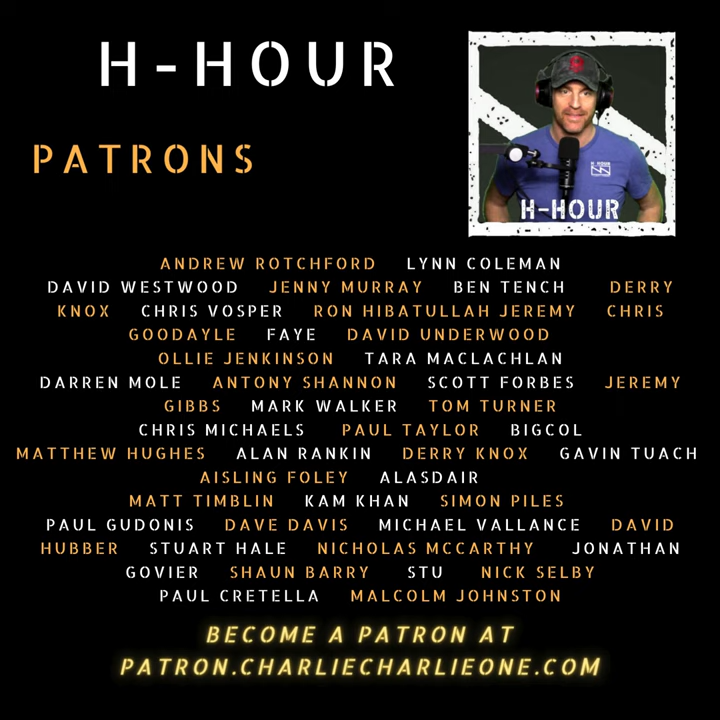 H-HOUR
PATRONS
H-HOUR
H-HOUR
ANDREW ROTCHFORD LYNN COLEMAN
DAVID WESTWOOD JENNY MURRAY BEN TENCH DERRY
KNOX CHRIS VOSPER RON HIBATULLAH JEREMY CHRIS
GOODAYLE FAYE DAVID UNDERWOOD
OLLIE JENKINSON TARA MACLACHLAN
DARREN MOLE ANTONY SHANNON SCOTT FORBES JEREMY
GIBBS MARK WALKER TOM TURNER
CHRIS MICHAELS PAUL TAYLOR BIGCOL
MATTHEW HUGHES ALAN RANKIN DERRY KNOX GAVIN TUACH
AISLING FOLEY ALASDAIR
MATT TIMBLIN KAM KHAN SIMON PILES
PAUL GUDONIS DAVE DAVIS MICHAEL VALLANCE DAVID
HUBBER STUART HALE NICHOLAS MCCARTHY JONATHAN
GOVIER SHAUN BARRY STU NICK SELBY
PAUL CRETELLA MALCOLM JOHNSTON
BECOME A PATRON AT
PATRON.CHARLIECHARLIEONE.COM